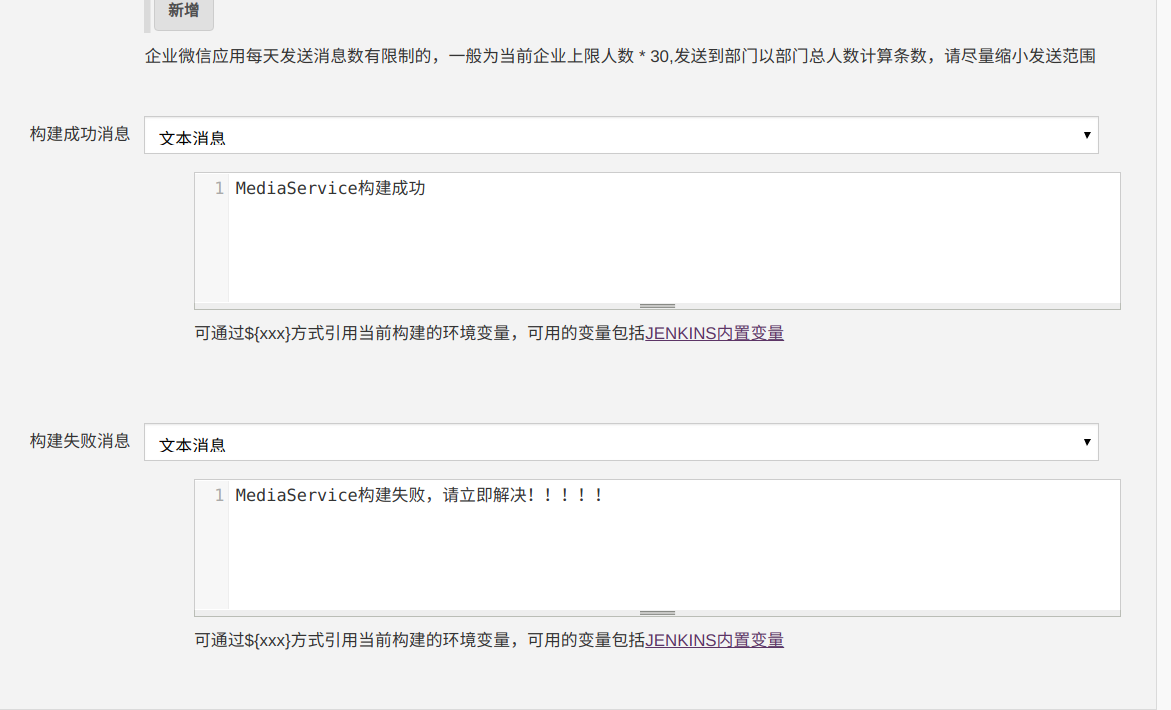 新增
企业微信应用每天发送消息数有限制的，一般为当前企业上限人数 * 30,发送到部门以部门总人数计算条数，请尽量缩小发送范围
构建成功消息
文本消息
1 MediaService构建成功
可通过${xxx}方式引用当前构建的环境变量，可用的变量包括JENKINS内置变量
构建失败消息
文本消息
1 MediaService构建失败，请立即解决！！！！！
可通过${xxx}方式引用当前构建的环境变量，可用的变量包括JENKINS内置变量